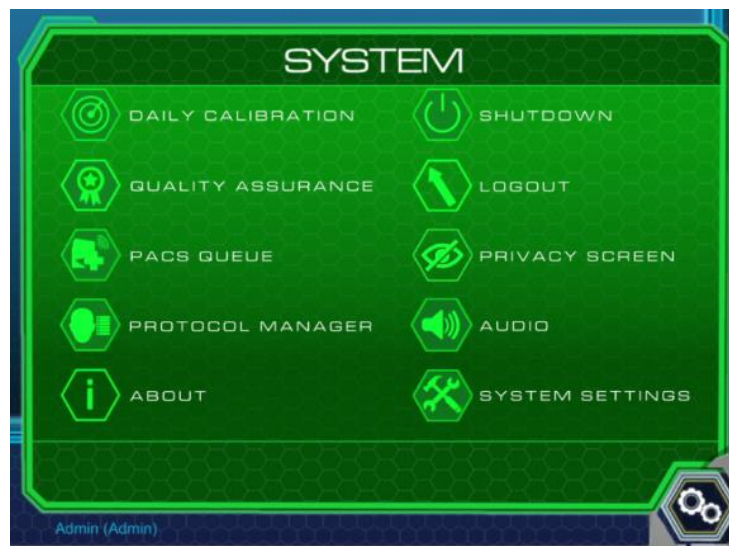 SYSTEM
DAILY CALIBRATION
SHUTDOWN
QUALITY ASSURANCE
LOGOUT
PACS QUEUE
PRIVACY SCREEN
PROTOCOL MANAGER
AUDIO
ABOUT
SYSTEM SETTINGS
Admin (Admin)